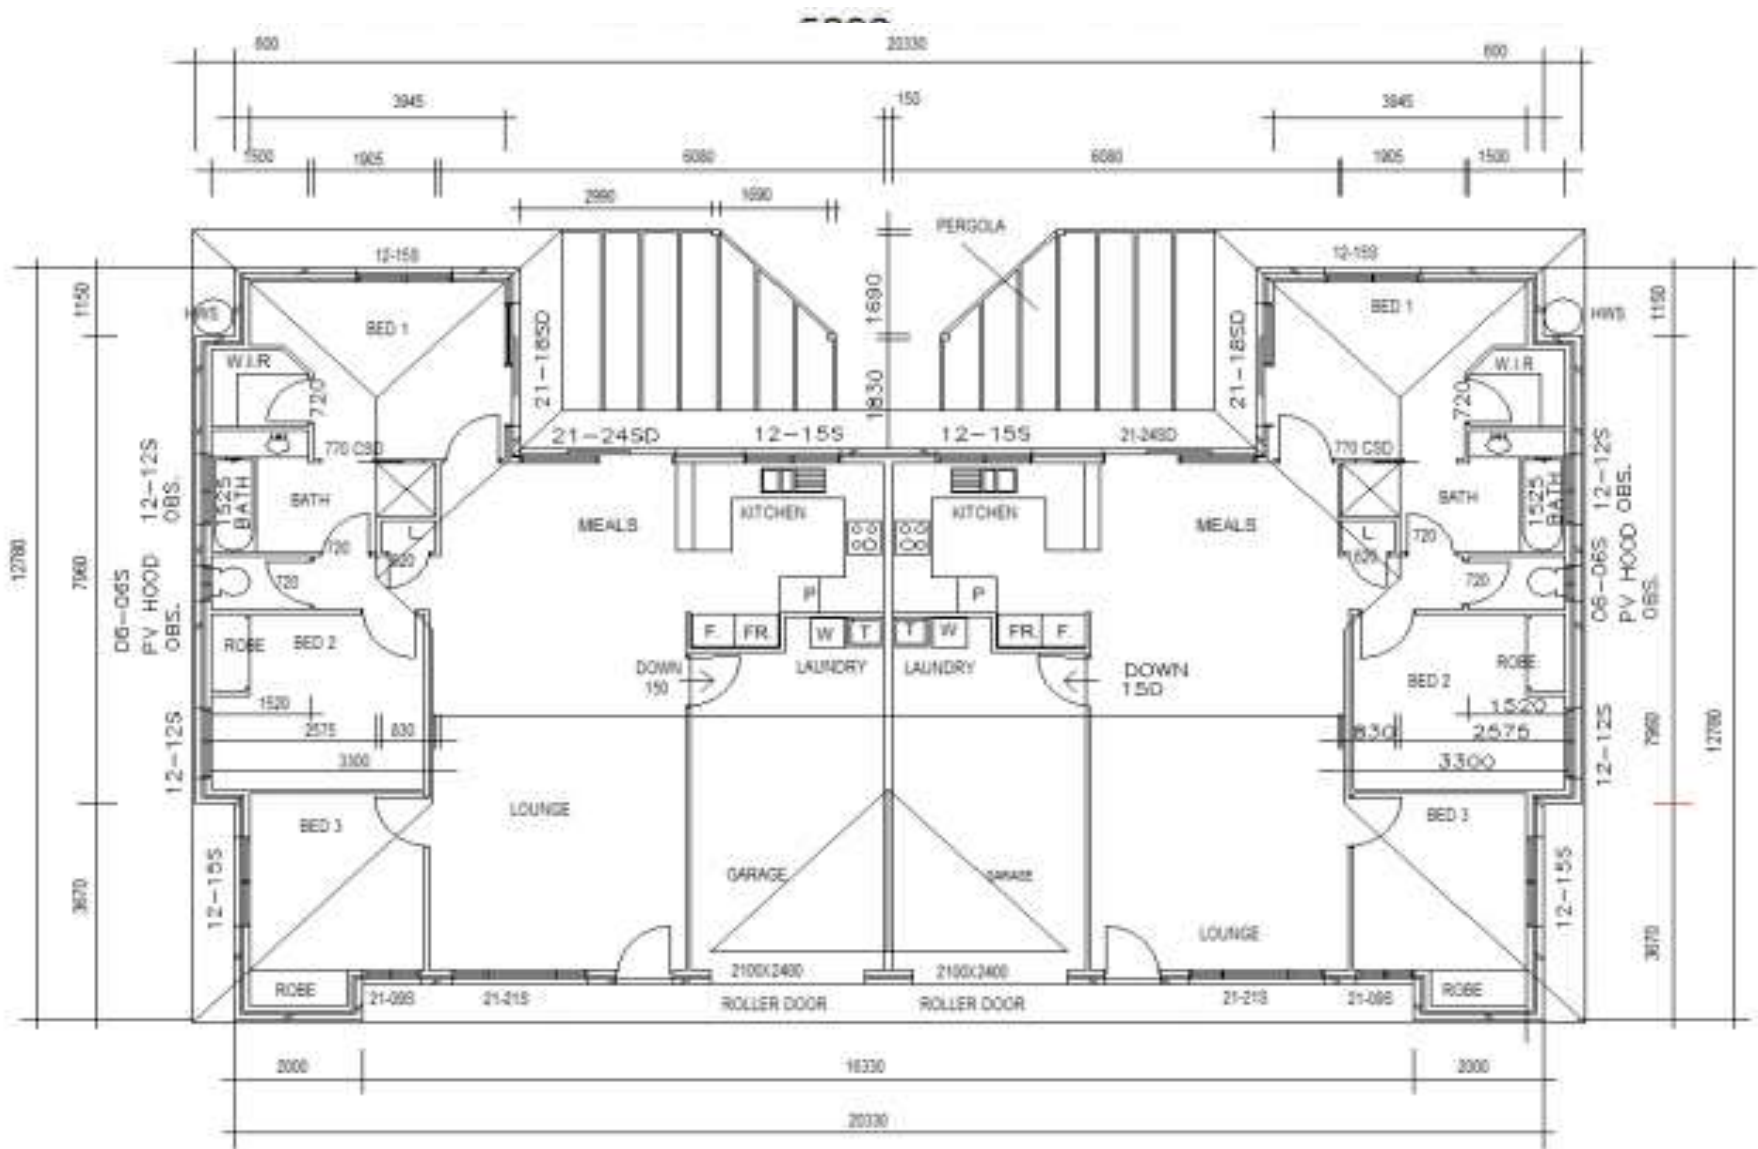 600 20330 600
3945 150 3945
1500 1905 6080 6080 1905 1500
2990 1690
PERGOLA
12-15S 12-15S
1150 HWS BED 1 21-18SD 1690 21-18SD BED 1 HWS 1150
W.I.R 720 1830 720 W.I.R
21-24SD 12-15S 12-15S 21-24SD
770 CSD 770 CSD
12-12S OBS. 1525 BATH BATH MEALS KITCHEN KITCHEN MEALS BATH 1525 BATH 12-12S OBS.
L L
12780 7960 06-06S PV HOOD OBS. 720 720 720 720 06-06S PV HOOD OBS. 7960 12780
P P
ROBE BED 2 F. FR. W T T W FR. F. ROBE
DOWN 150 LAUNDRY LAUNDRY DOWN 150 BED 2
12-12S 1520 1520 12-12S
2575 830 830 2575
3300 3300
BED 3 LOUNGE BED 3
3670 12-15S GARAGE GARAGE 12-15S 3670
LOUNGE
2100X2400 2100X2400
ROBE 21-09S 21-21S ROLLER DOOR ROLLER DOOR 21-21S 21-09S ROBE
2000 16330 2000
20330